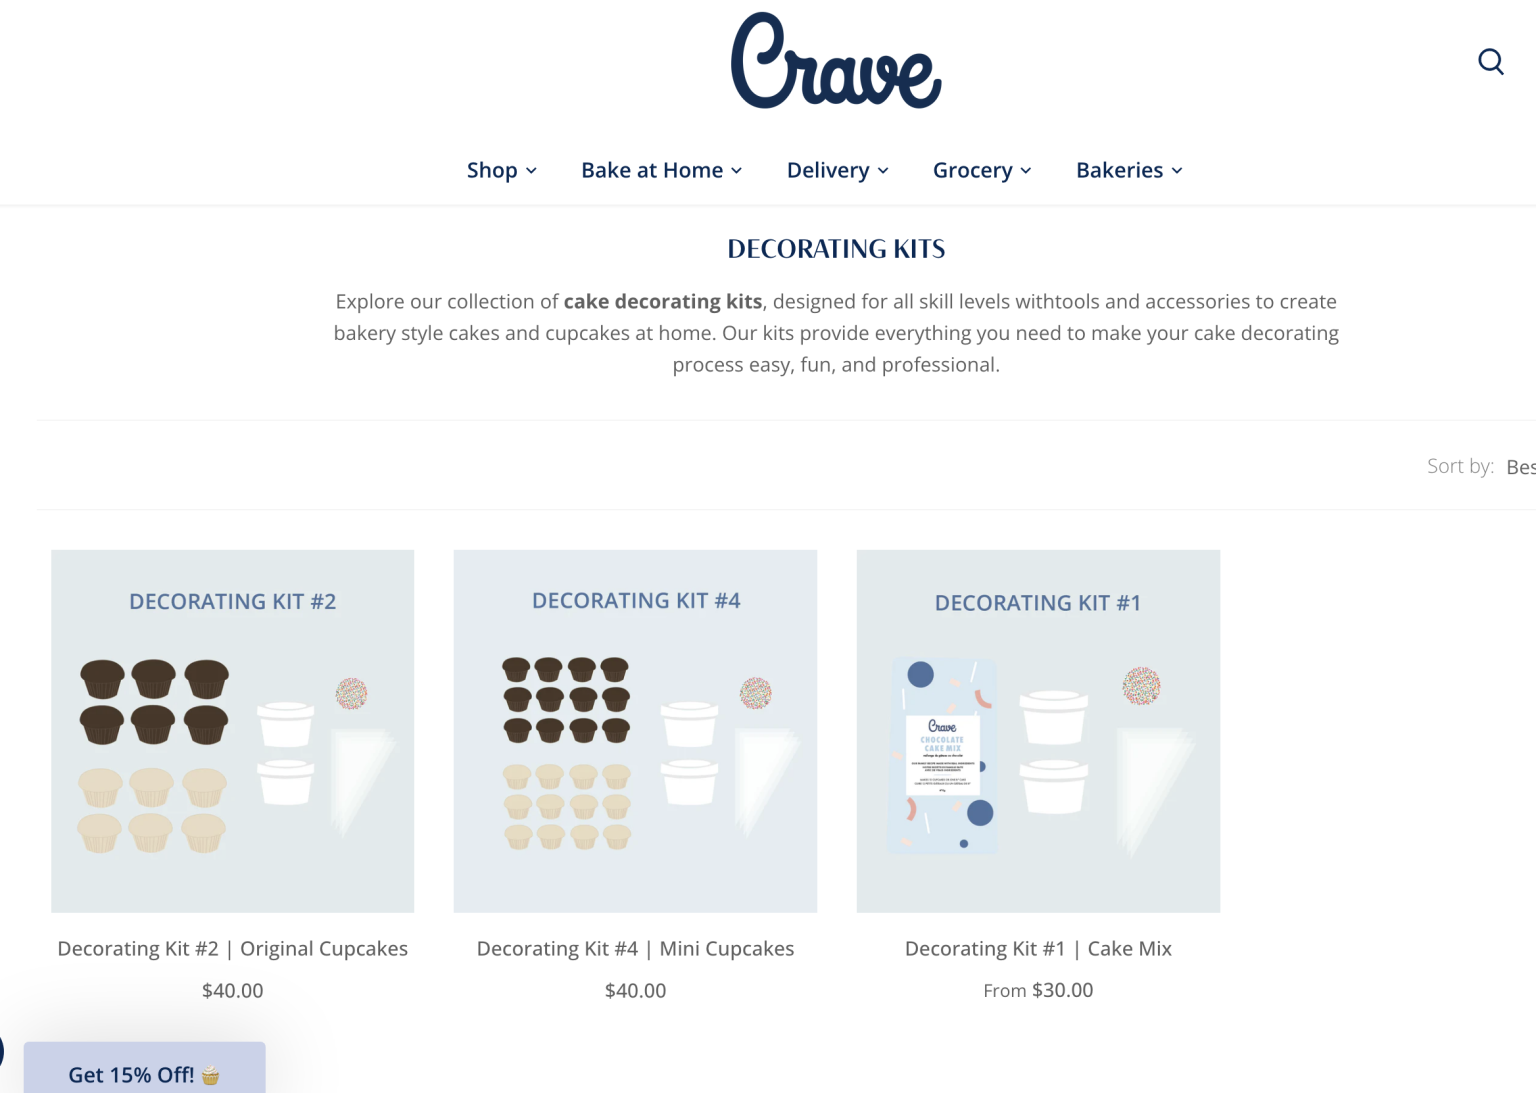 Crave
Shop
Bake at Home
Delivery
Grocery
Bakeries
DECORATING KITS
Explore our collection of cake decorating kits, designed for all skill levels withtools and accessories to create
bakery style cakes and cupcakes at home. Our kits provide everything you need to make your cake decorating
process easy, fun, and professional.
Sort by: Bes
DECORATING KIT #2
DECORATING KIT #4
DECORATING KIT #1
Crave
CHOCOLATE
CAKE MIX
Decorating Kit #2 | Original Cupcakes
$40.00
Decorating Kit #4 | Mini Cupcakes
$40.00
Decorating Kit #1 | Cake Mix
From $30.00
Get 15% Off! 🧁